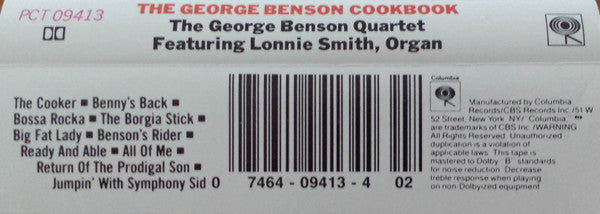 PCT 09413
THE GEORGE BENSON COOKBOOK
The George Benson Quartet
Featuring Lonnie Smith, Organ
The Cooker ■ Benny's Back ■
Bossa Rocka ■ The Borgia Stick ■
Big Fat Lady ■ Benson's Rider ■
Ready And Able ■ All Of Me ■
Return Of The Prodigal Son ■
Jumpin' With Symphony Sid
0 7464 - 09413 - 4 02
Columbia
Manufactured by Columbia
Records/CBS Records Inc./51 W.
52 Street, New York, NY/"Columbia,"
are trademarks of CBS Inc./WARNING:
All Rights Reserved. Unauthorized
duplication is a violation of
applicable laws. This tape is
mastered to Dolby "B" standards
for noise reduction. Decrease
treble response when playing
on non-Dolbyized equipment